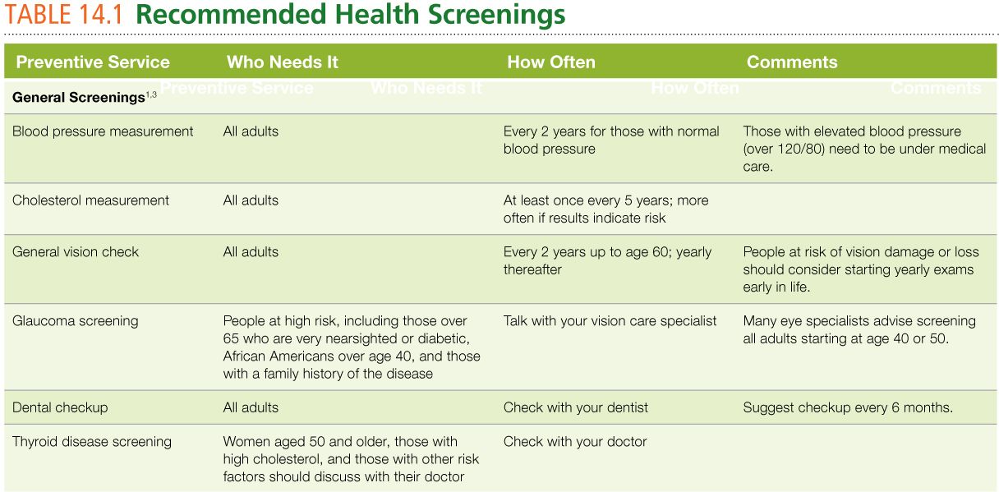 TABLE 14.1 Recommended Health Screenings
Preventive Service Who Needs It How Often Comments
Preventive Service Who Needs It How Often Comments
General Screenings1,3
Blood pressure measurement All adults Every 2 years for those with normal Those with elevated blood pressure
blood pressure (over 120/80) need to be under medical
care.
Cholesterol measurement All adults At least once every 5 years; more
often if results indicate risk
General vision check All adults Every 2 years up to age 60; yearly People at risk of vision damage or loss
thereafter should consider starting yearly exams
early in life.
Glaucoma screening People at high risk, including those over Talk with your vision care specialist Many eye specialists advise screening
65 who are very nearsighted or diabetic, all adults starting at age 40 or 50.
African Americans over age 40, and those
with a family history of the disease
Dental checkup All adults Check with your dentist Suggest checkup every 6 months.
Thyroid disease screening Women aged 50 and older, those with Check with your doctor
high cholesterol, and those with other risk
factors should discuss with their doctor